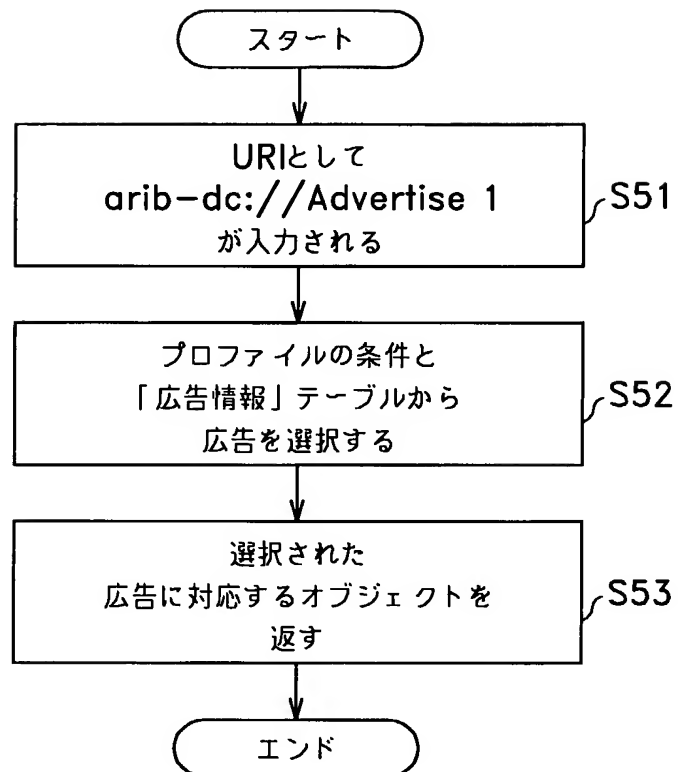 スタート
URIとして
arib-dc://Advertise 1
が入力される
S51
プロファイルの条件と
「広告情報」テーブルから
広告を選択する
S52
選択された
広告に対応するオブジェクトを
返す
S53
エンド